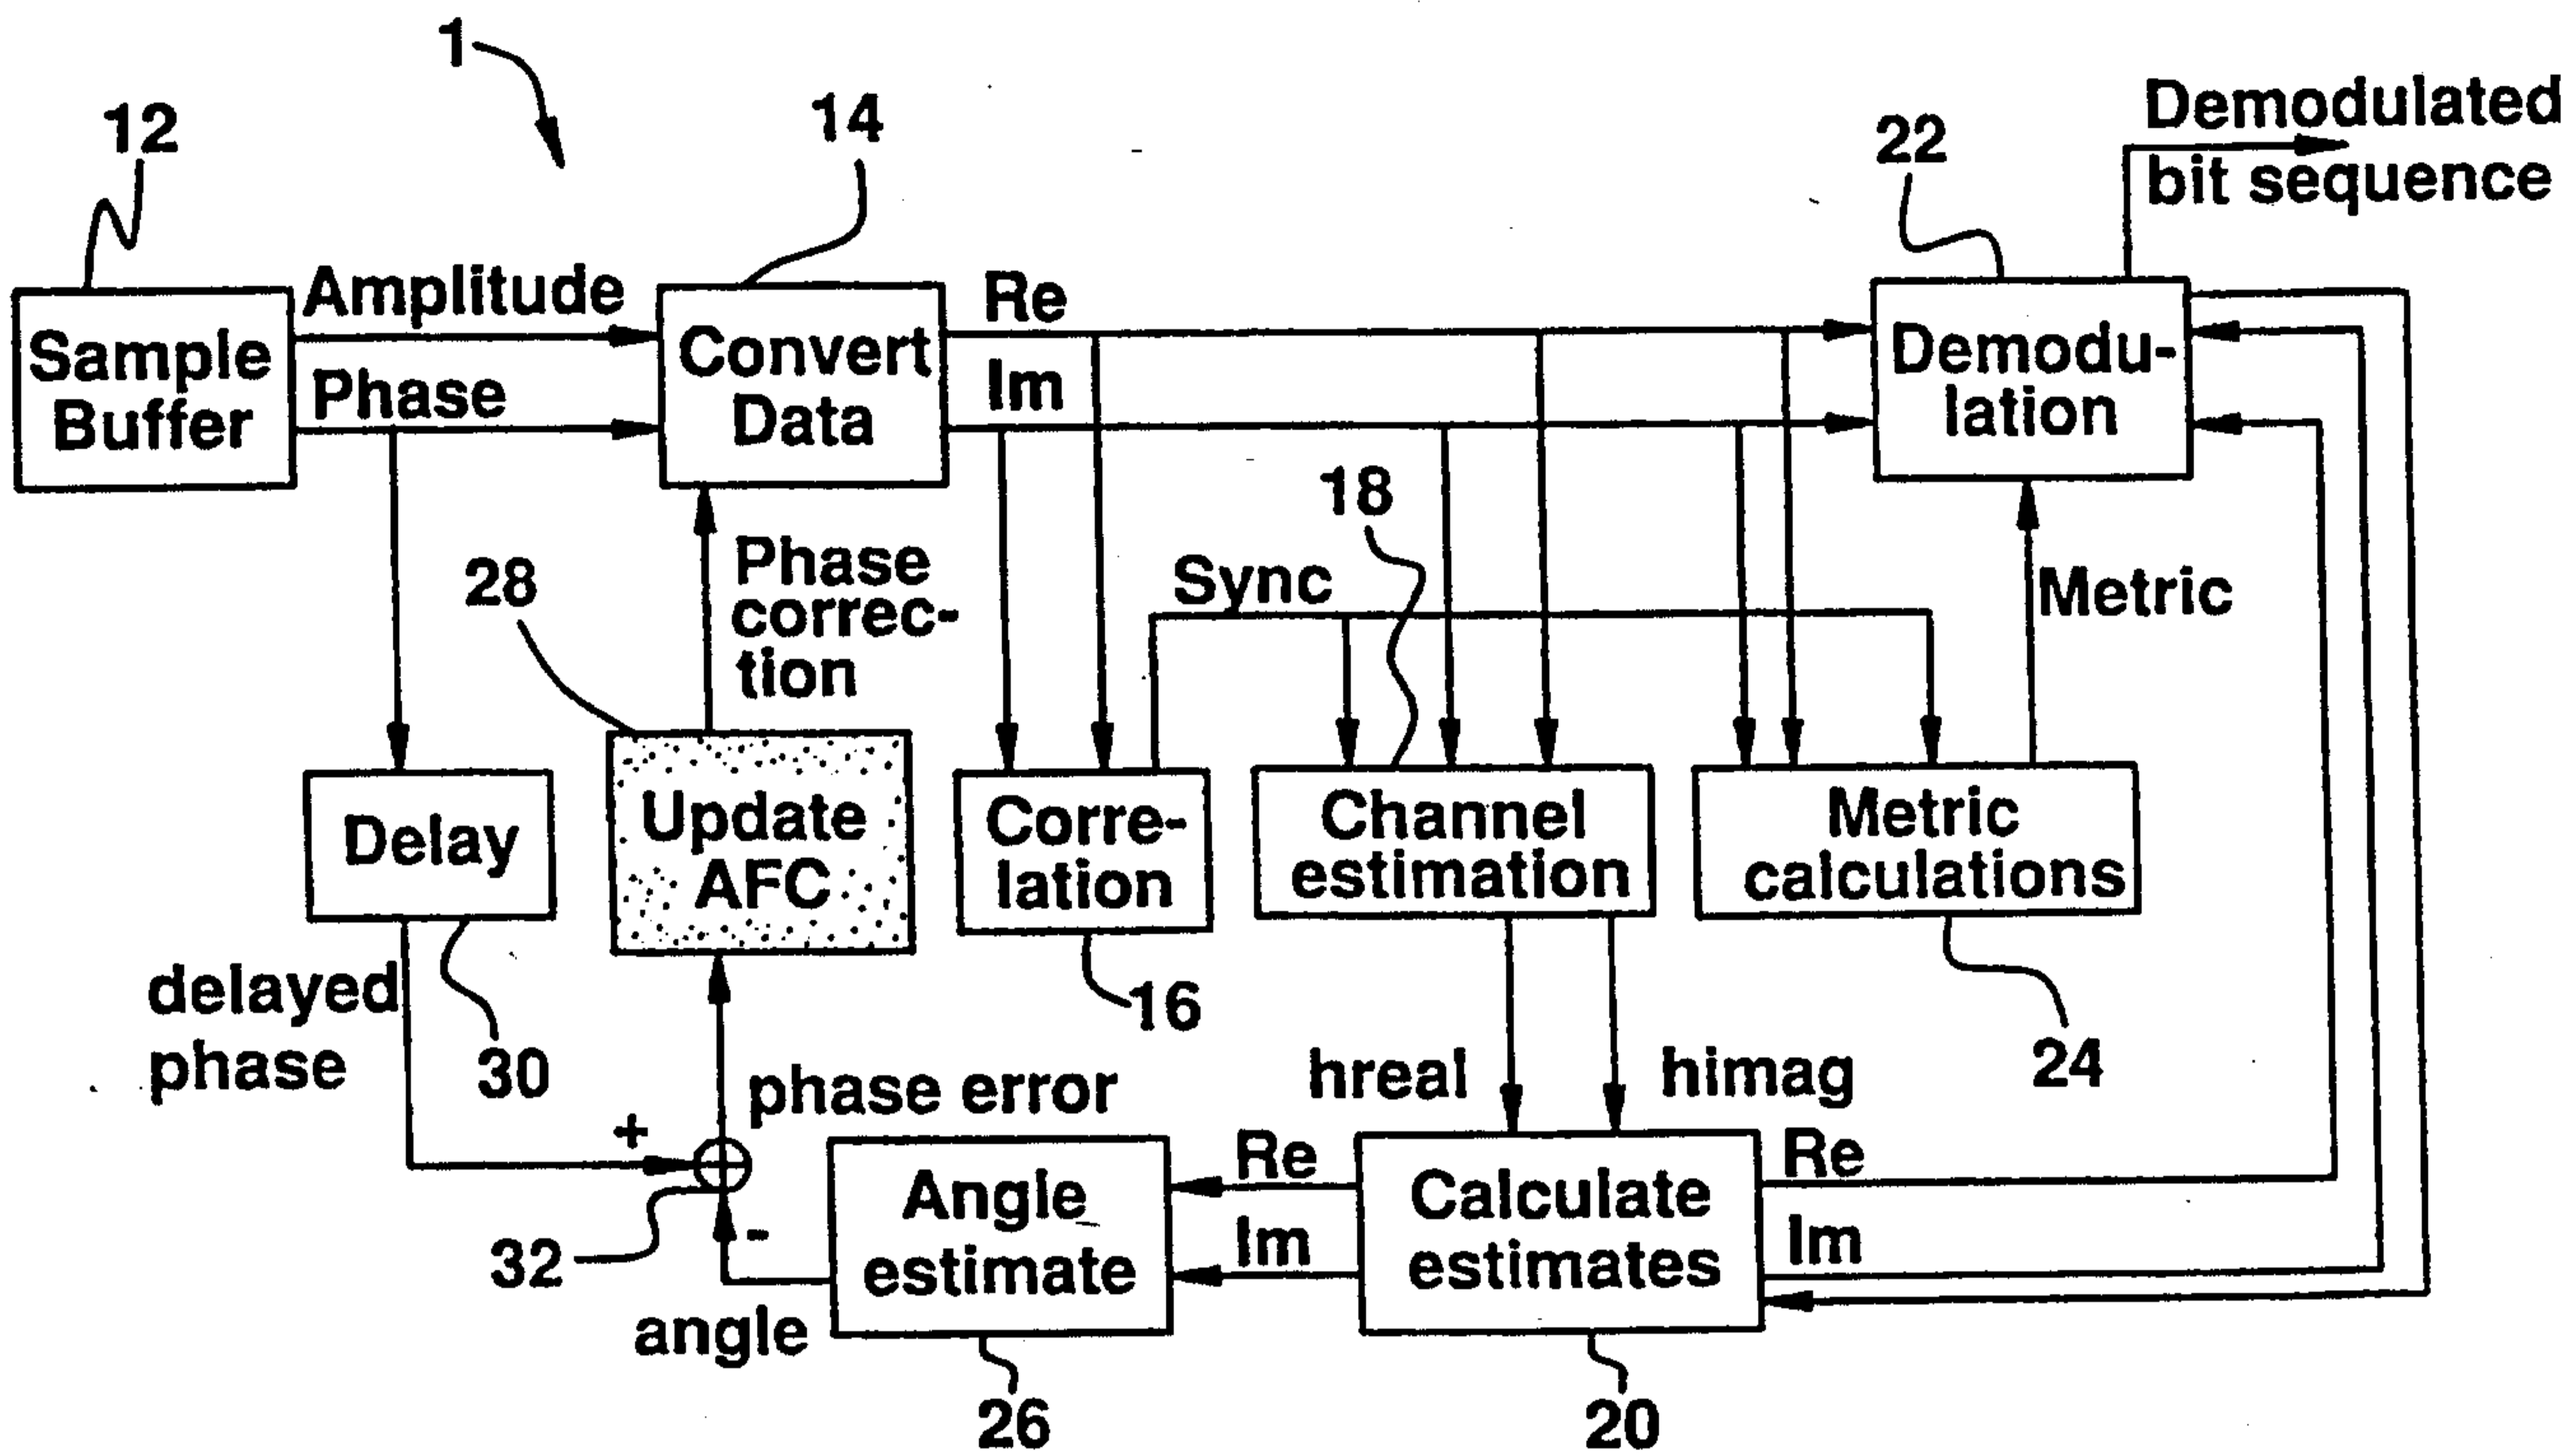 1
12
14
22
Demodulated
bit sequence
Amplitude
Phase
Sample
Buffer
Convert
Data
Re
Im
Demodu-
lation
18
28
Phase
correc-
tion
Sync
Metric
Delay
Update
AFC
Corre-
lation
Channel
estimation
Metric
calculations
delayed
phase
30
16
24
phase error
hreal
himag
+
-
32
angle
Angle
estimate
Re
Im
Calculate
estimates
Re
Im
26
20